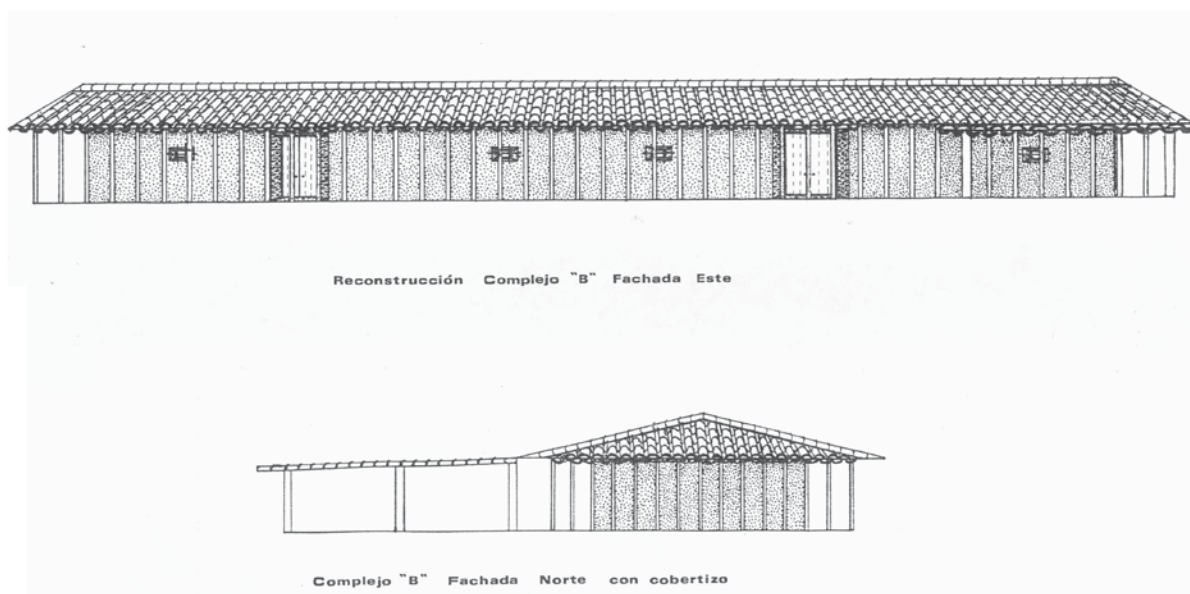 Reconstrucción Complejo "B" Fachada Este
Complejo "B" Fachada Norte con cobertizo